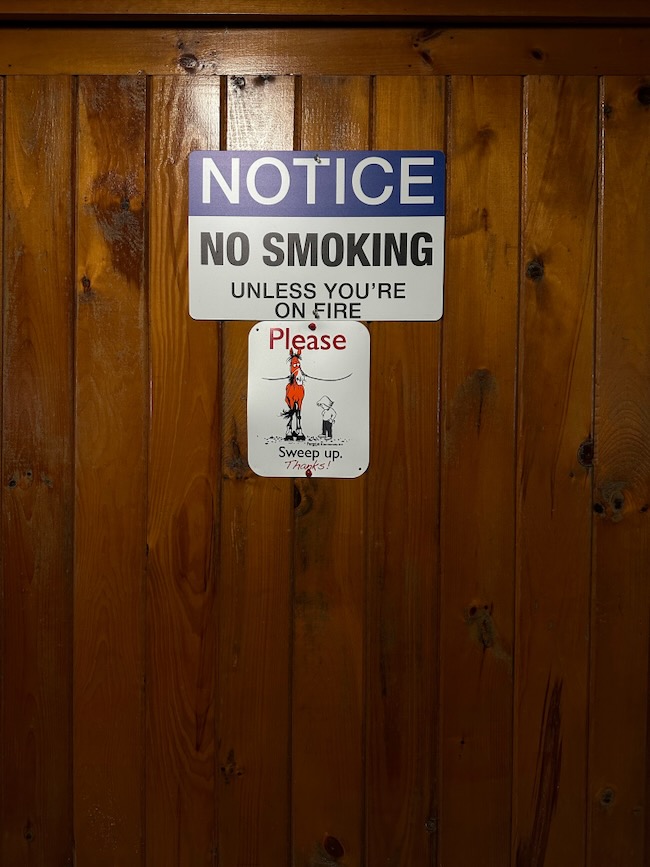 NOTICE
NO SMOKING
UNLESS YOU'RE
ON FIRE
Please
Sweep up.
Thanks!